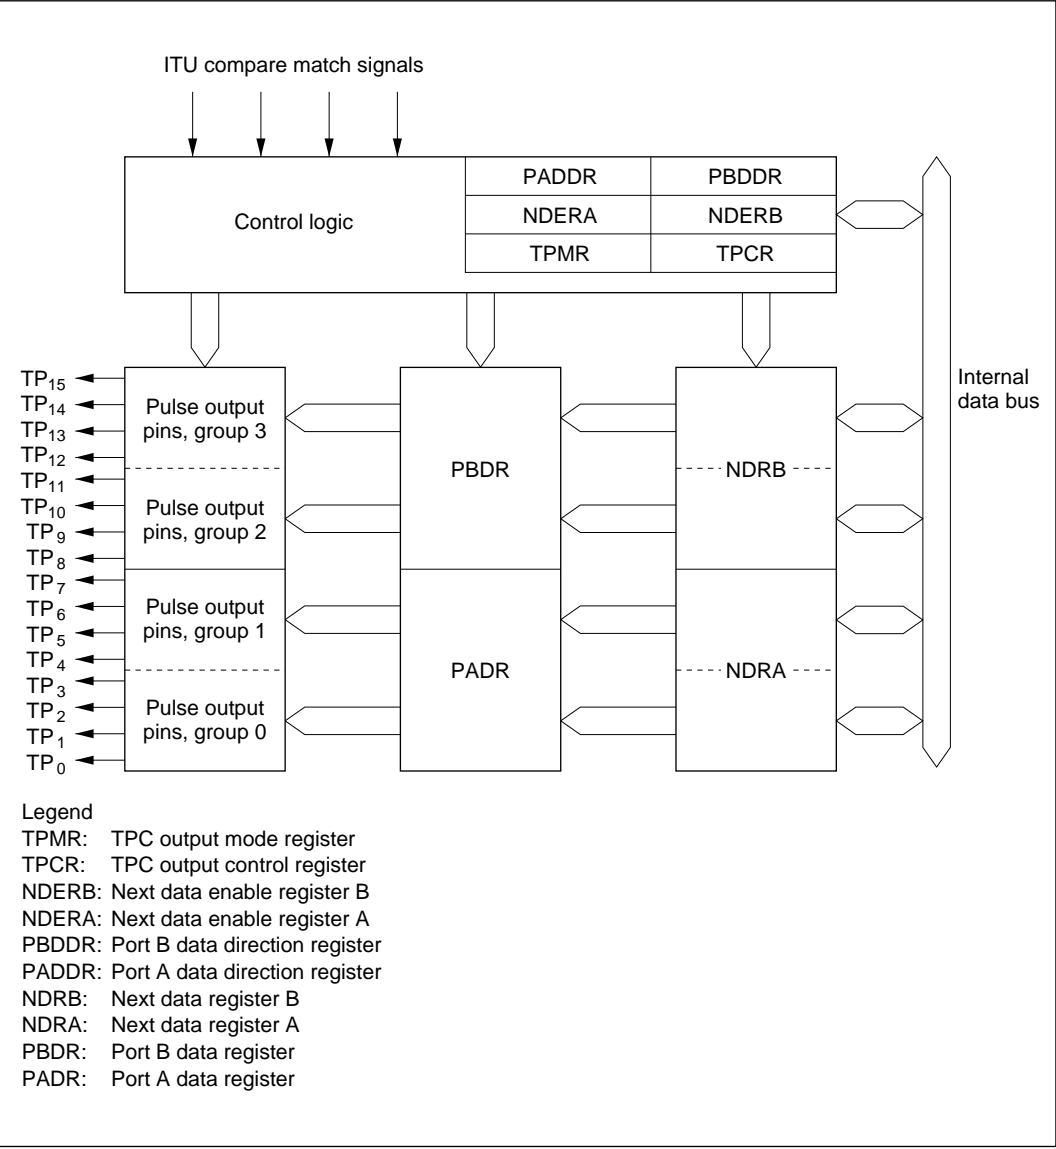 ITU compare match signals
Control logic
PADDR PBDDR
NDERA NDERB
TPMR TPCR
Internal
data bus
TP15
TP14
TP13
TP12
TP11
TP10
TP9
TP8
TP7
TP6
TP5
TP4
TP3
TP2
TP1
TP0
Pulse output
pins, group 3
Pulse output
pins, group 2
Pulse output
pins, group 1
Pulse output
pins, group 0
PBDR
PADR
NDRB
NDRA
Legend
TPMR: TPC output mode register
TPCR: TPC output control register
NDERB: Next data enable register B
NDERA: Next data enable register A
PBDDR: Port B data direction register
PADDR: Port A data direction register
NDRB: Next data register B
NDRA: Next data register A
PBDR: Port B data register
PADR: Port A data register